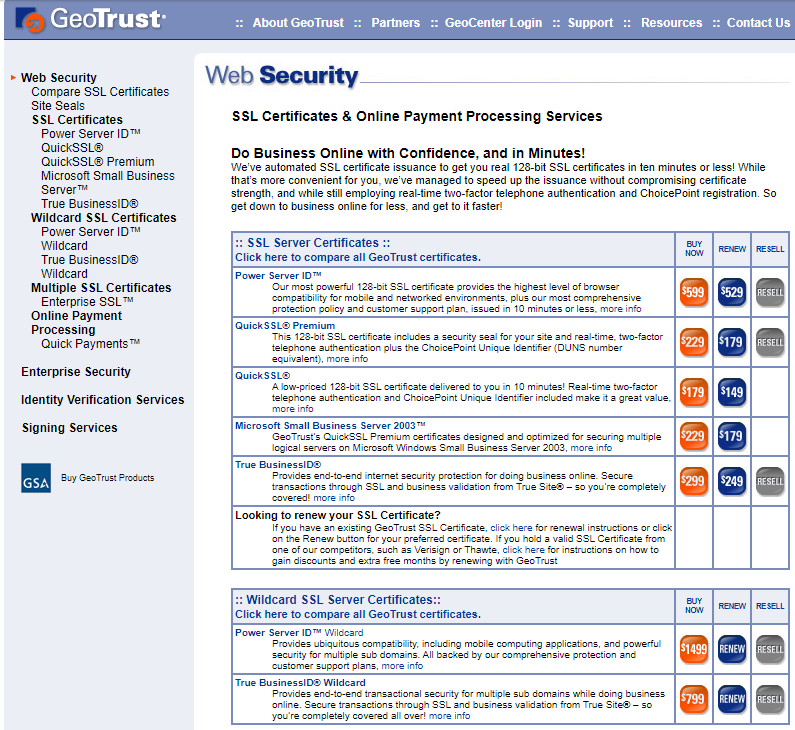 GeoTrust
:: About GeoTrust :: Partners :: GeoCenter Login :: Support :: Resources :: Contact Us
Web Security
Compare SSL Certificates
Site Seals
SSL Certificates
Power Server ID™
QuickSSL®
QuickSSL® Premium
Microsoft Small Business
Server™
True BusinessID®
Wildcard SSL Certificates
Power Server ID™
Wildcard
True BusinessID®
Wildcard
Multiple SSL Certificates
Enterprise SSL™
Online Payment
Processing
Quick Payments™
Enterprise Security
Identity Verification Services
Signing Services
GSA
Buy GeoTrust Products
Web Security
SSL Certificates & Online Payment Processing Services
Do Business Online with Confidence, and in Minutes!
We've automated SSL certificate issuance to get you real 128-bit SSL certificates in ten minutes or less! While
that's more convenient for you, we've managed to speed up the issuance without compromising certificate
strength, and while still employing real-time two-factor telephone authentication and ChoicePoint registration. So
get down to business online for less, and get to it faster!
:: SSL Server Certificates ::
Click here to compare all GeoTrust certificates.
BUY
NOW
RENEW
RESELL
Power Server ID™
Our most powerful 128-bit SSL certificate provides the highest level of browser
compatibility for mobile and networked environments, plus our most comprehensive
protection policy and customer support plan, issued in 10 minutes or less, more info
$599
$529
RESELL
QuickSSL® Premium
This 128-bit SSL certificate includes a security seal for your site and real-time, two-factor
telephone authentication plus the ChoicePoint Unique Identifier (DUNS number
equivalent), more info
$229
$179
RESELL
QuickSSL®
A low-priced 128-bit SSL certificate delivered to you in 10 minutes! Real-time two-factor
telephone authentication and ChoicePoint Unique Identifier included make it a great value,
more info
$179
$149
Microsoft Small Business Server 2003™
GeoTrust's QuickSSL Premium certificates designed and optimized for securing multiple
logical servers on Microsoft Windows Small Business Server 2003, more info
$229
$179
True BusinessID®
Provides end-to-end internet security protection for doing business online. Secure
transactions through SSL and business validation from True Site® – so you're completely
covered! more info
$299
$249
RESELL
Looking to renew your SSL Certificate?
If you have an existing GeoTrust SSL Certificate, click here for renewal instructions or click
on the Renew button for your preferred certificate. If you hold a valid SSL Certificate from
one of our competitors, such as Verisign or Thawte, click here for instructions on how to
gain discounts and extra free months by renewing with GeoTrust
:: Wildcard SSL Server Certificates::
Click here to compare all GeoTrust certificates.
BUY
NOW
RENEW
RESELL
Power Server ID™ Wildcard
Provides ubiquitous compatibility, including mobile computing applications, and powerful
security for multiple sub domains. All backed by our comprehensive protection and
customer support plans, more info
$1499
RENEW
RESELL
True BusinessID® Wildcard
Provides end-to-end transactional security for multiple sub domains while doing business
online. Secure transactions through SSL and business validation from True Site® – so
you're completely covered all over! more info
$799
RENEW
RESELL